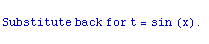 Substitute back for t = sin (x).